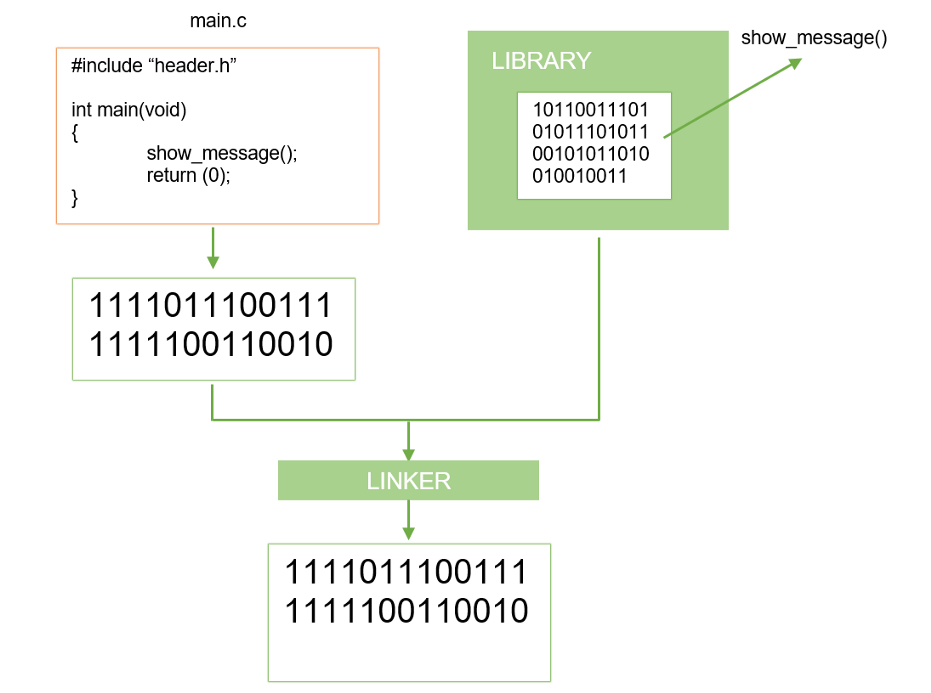 main.c
#include “header.h”
int main(void)
{
show_message();
return (0);
}
LIBRARY
show_message()
10110011101
01011101011
00101011010
010010011
1111011100111
1111100110010
LINKER
1111011100111
1111100110010